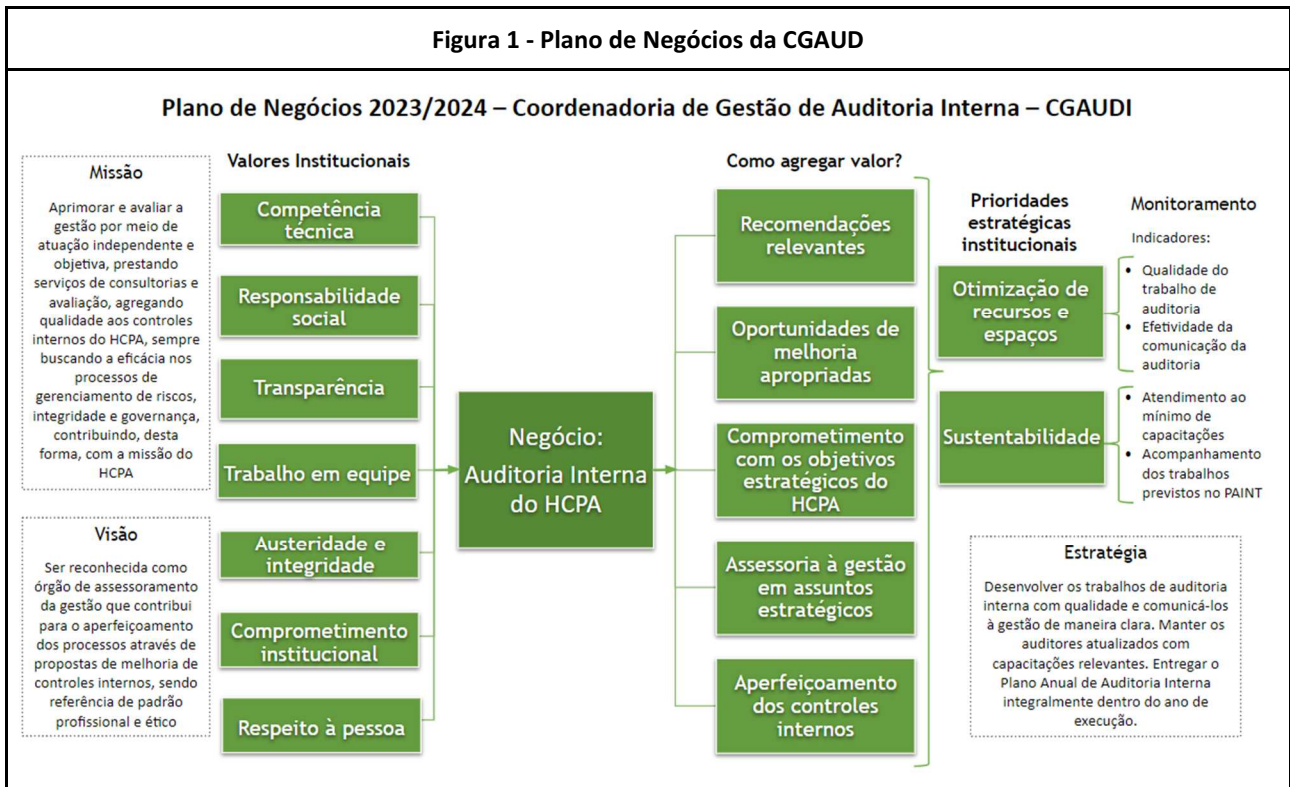 Figura 1 - Plano de Negócios da CGAUD
Plano de Negócios 2023/2024 – Coordenadoria de Gestão de Auditoria Interna – CGAUDI
Missão
Aprimorar e avaliar a
gestão por meio de
atuação independente e
objetiva, prestando
serviços de consultorias e
avaliação, agregando
qualidade aos controles
internos do HCPA, sempre
buscando a eficácia nos
processos de
gerenciamento de riscos,
integridade e governança,
contribuindo, desta
forma, com a missão do
HCPA
Visão
Ser reconhecida como
órgão de assessoramento
da gestão que contribui
para o aperfeiçoamento
dos processos através de
propostas de melhoria de
controles internos, sendo
referência de padrão
profissional e ético
Valores Institucionais
Competência
técnica
Responsabilidade
social
Transparência
Trabalho em equipe
Austeridade e
integridade
Comprometimento
institucional
Respeito à pessoa
Negócio:
Auditoria Interna
do HCPA
Como agregar valor?
Recomendações
relevantes
Oportunidades de
melhoria
apropriadas
Comprometimento
com os objetivos
estratégicos do
HCPA
Assessoria à gestão
em assuntos
estratégicos
Aperfeiçoamento
dos controles
internos
Prioridades
estratégicas
institucionais
Otimização de
recursos e
espaços
Sustentabilidade
Monitoramento
Indicadores:
• Qualidade do
trabalho de
auditoria
• Efetividade da
comunicação da
auditoria
• Atendimento ao
mínimo de
capacitações
• Acompanhamento
dos trabalhos
previstos no PAINT
Estratégia
Desenvolver os trabalhos de auditoria
interna com qualidade e comunicá-los
à gestão de maneira clara. Manter os
auditores atualizados com
capacitações relevantes. Entregar o
Plano Anual de Auditoria Interna
integralmente dentro do ano de
execução.